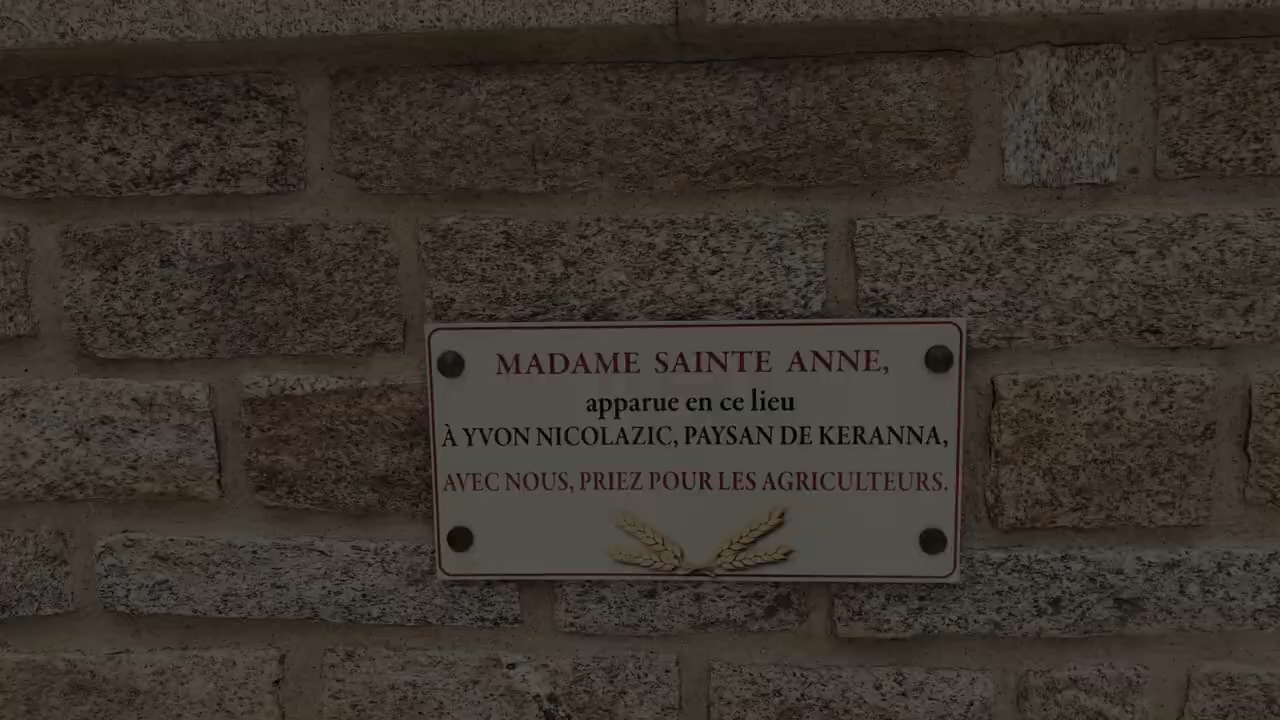 MADAME SAINTE ANNE,
apparue en ce lieu
À YVON NICOLAZIC, PAYSAN DE KERANNA,
AVEC NOUS, PRIEZ POUR LES AGRICULTEURS.